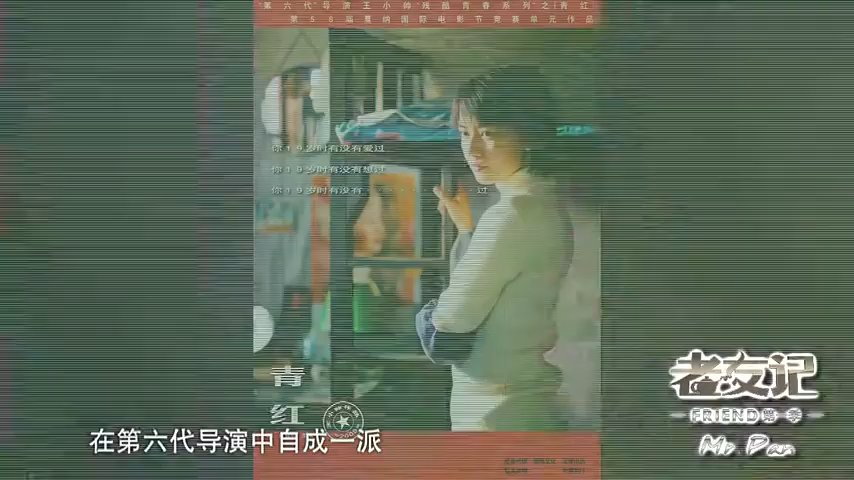 "第六代"导演王小帅"残酷青春系列"之《青红
第58届戛纳国际电影节竞赛单元作品
你19岁时有没有爱过
你19岁时有没有想过
你19岁时有没有·······过
青
红
老友记
FRIEND
Mr. Pan
在第六代导演中自成一派